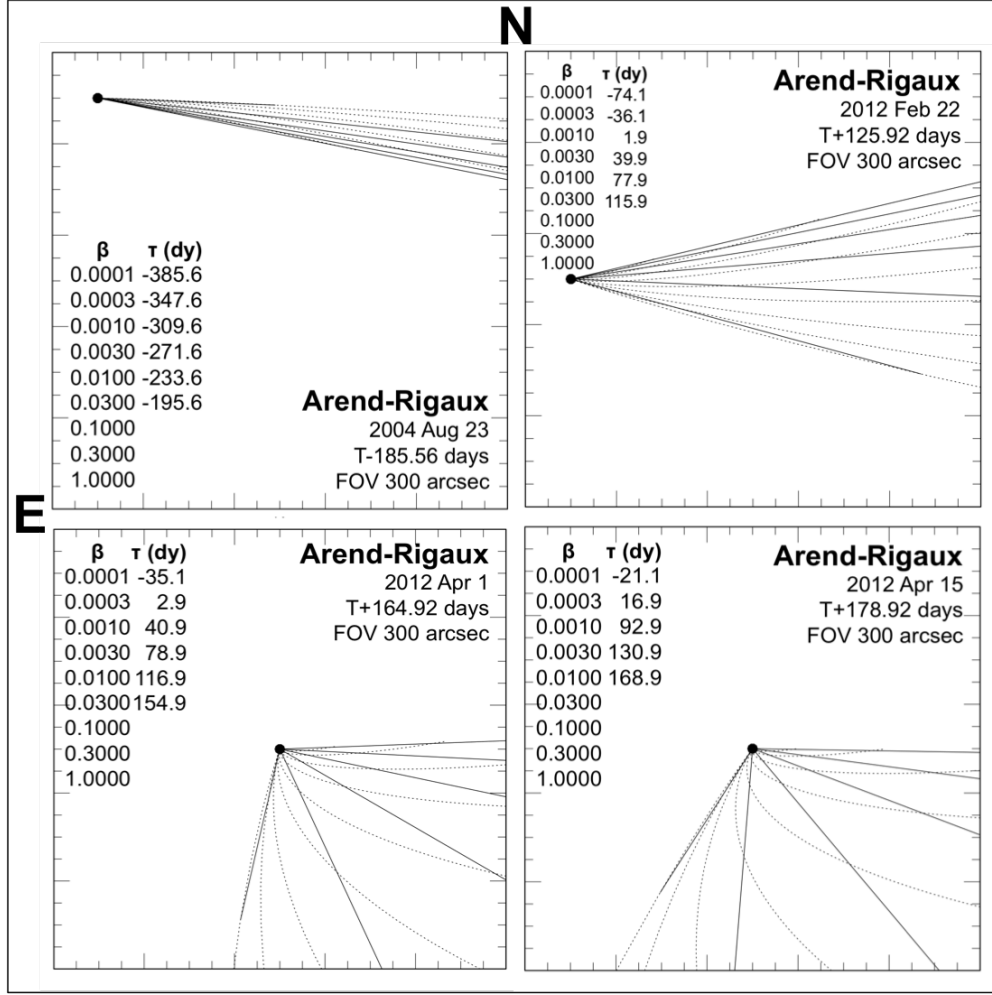 N
E
β τ (dy)
0.0001 -385.6
0.0003 -347.6
0.0010 -309.6
0.0030 -271.6
0.0100 -233.6
0.0300 -195.6
0.1000
0.3000
1.0000
Arend-Rigaux
2004 Aug 23
T-185.56 days
FOV 300 arcsec
β τ (dy)
0.0001 -74.1
0.0003 -36.1
0.0010 1.9
0.0030 39.9
0.0100 77.9
0.0300 115.9
0.1000
0.3000
1.0000
Arend-Rigaux
2012 Feb 22
T+125.92 days
FOV 300 arcsec
β τ (dy)
0.0001 -35.1
0.0003 2.9
0.0010 40.9
0.0030 78.9
0.0100 116.9
0.0300 154.9
0.1000
0.3000
1.0000
Arend-Rigaux
2012 Apr 1
T+164.92 days
FOV 300 arcsec
β τ (dy)
0.0001 -21.1
0.0003 16.9
0.0010 92.9
0.0030 130.9
0.0100 168.9
0.0300
0.1000
0.3000
1.0000
Arend-Rigaux
2012 Apr 15
T+178.92 days
FOV 300 arcsec